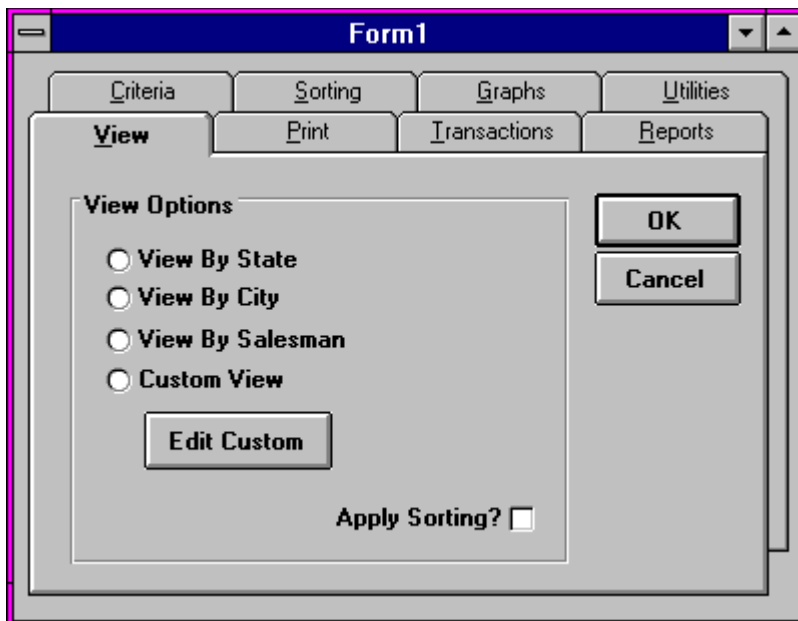 Form1
Criteria Sorting Graphs Utilities
View Print Transactions Reports
View Options
OK
View By State
Cancel
View By City
View By Salesman
Custom View
Edit Custom
Apply Sorting?